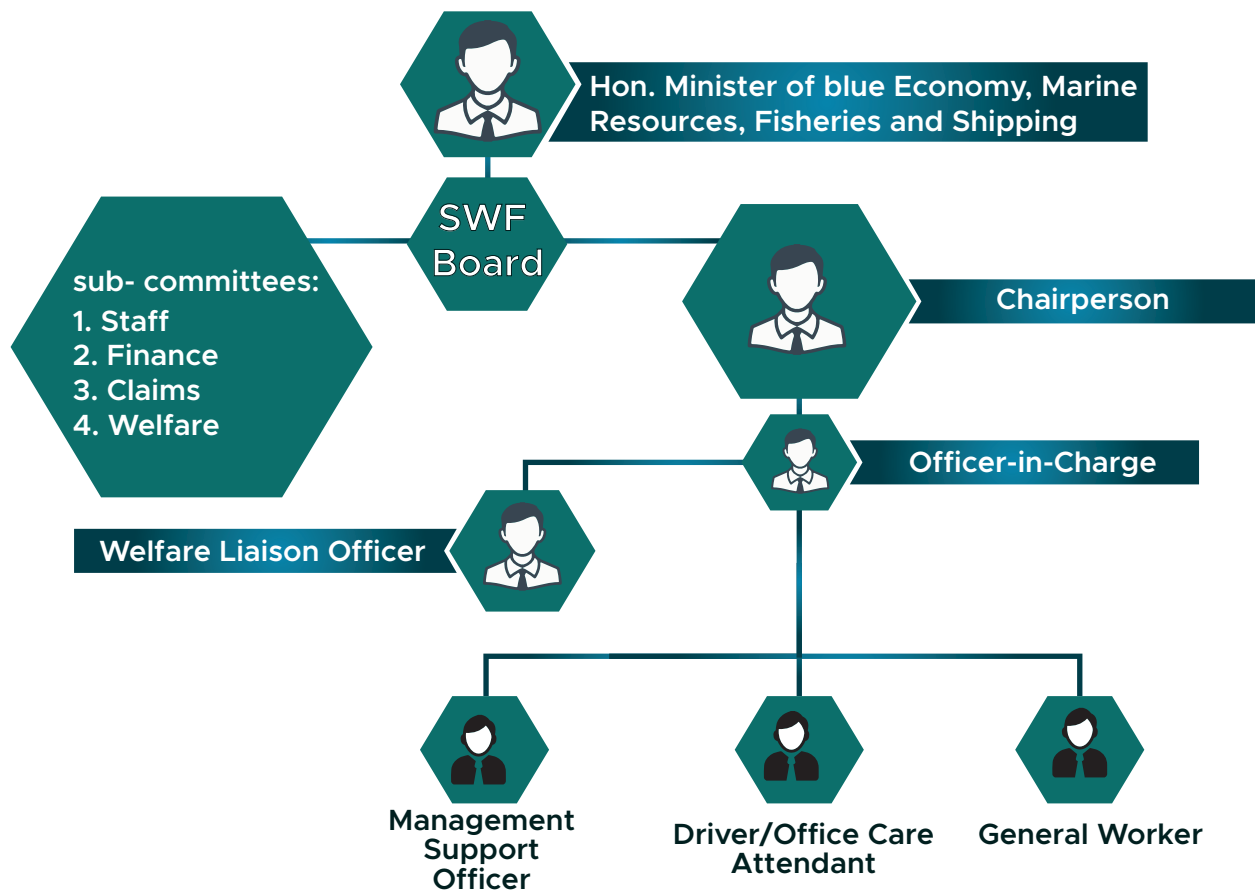 Hon. Minister of blue Economy, Marine
Resources, Fisheries and Shipping
SWF
Board
sub- committees:
1. Staff
2. Finance
3. Claims
4. Welfare
Chairperson
Officer-in-Charge
Welfare Liaison Officer
Management
Support
Officer
Driver/Office Care
Attendant
General Worker